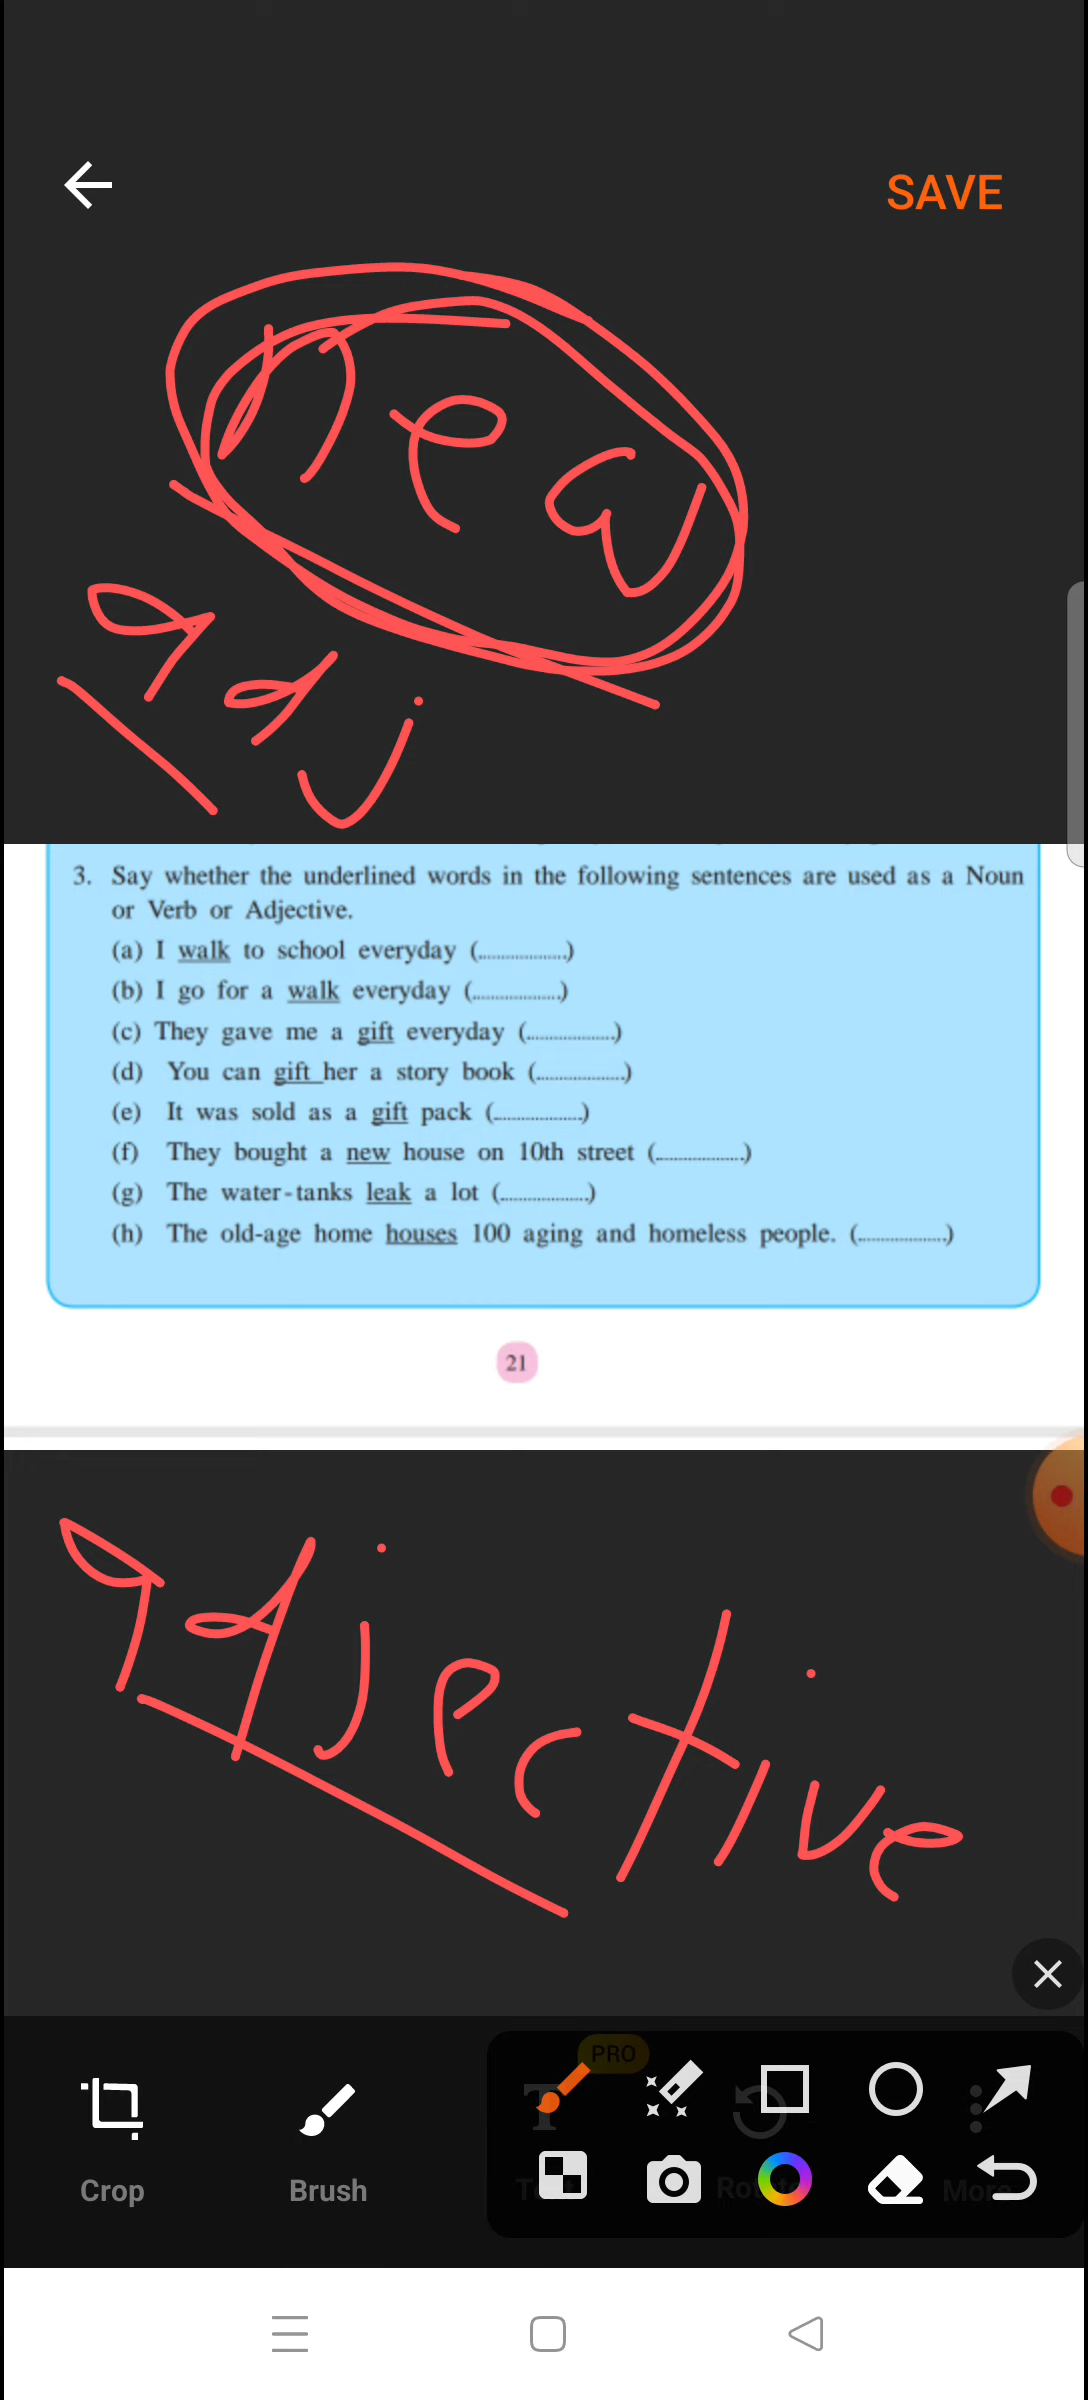 SAVE
new
adj
3. Say whether the underlined words in the following sentences are used as a Noun
or Verb or Adjective.
(a) I walk to school everyday (..................)
(b) I go for a walk everyday (..................)
(c) They gave me a gift everyday (..................)
(d) You can gift her a story book (..................)
(e) It was sold as a gift pack (..................)
(f) They bought a new house on 10th street (..................)
(g) The water-tanks leak a lot (..................)
(h) The old-age home houses 100 aging and homeless people. (..................)
21
adjective
PRO
Crop Brush